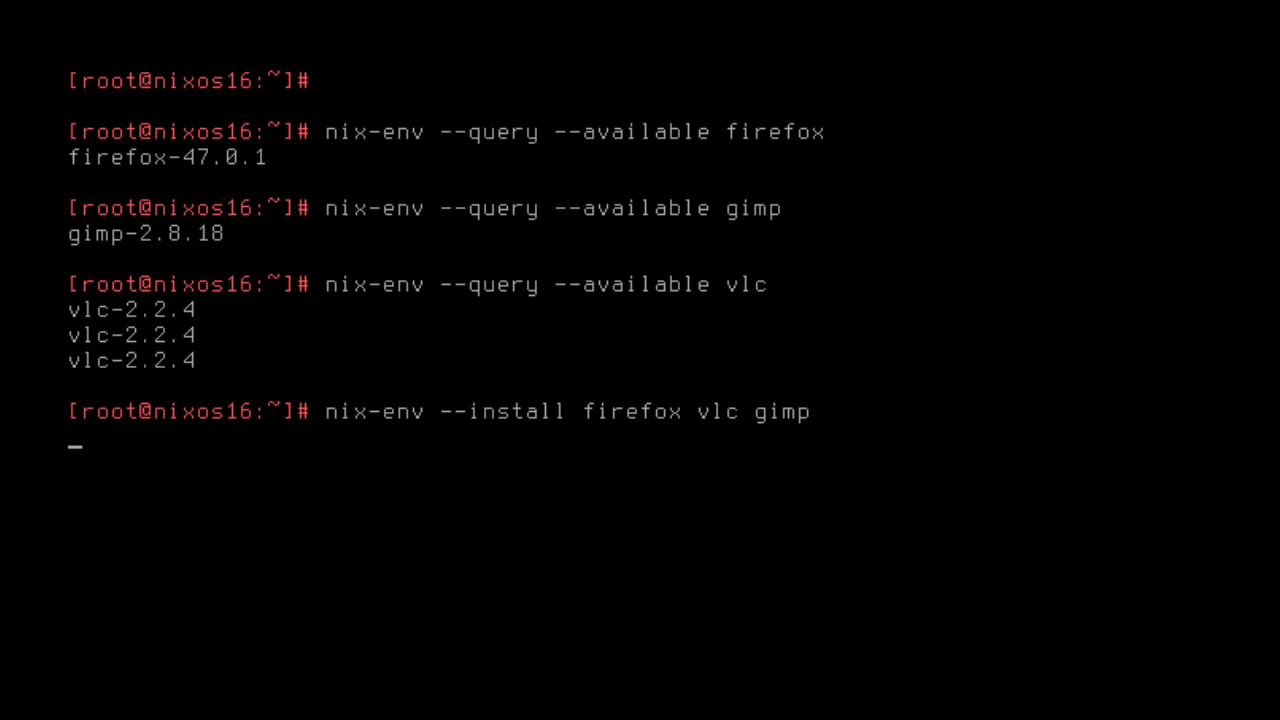 [root@nixos16:~]#
[root@nixos16:~]# nix-env --query --available firefox
firefox-47.0.1
[root@nixos16:~]# nix-env --query --available gimp
gimp-2.8.18
[root@nixos16:~]# nix-env --query --available vlc
vlc-2.2.4
vlc-2.2.4
vlc-2.2.4
[root@nixos16:~]# nix-env --install firefox vlc gimp